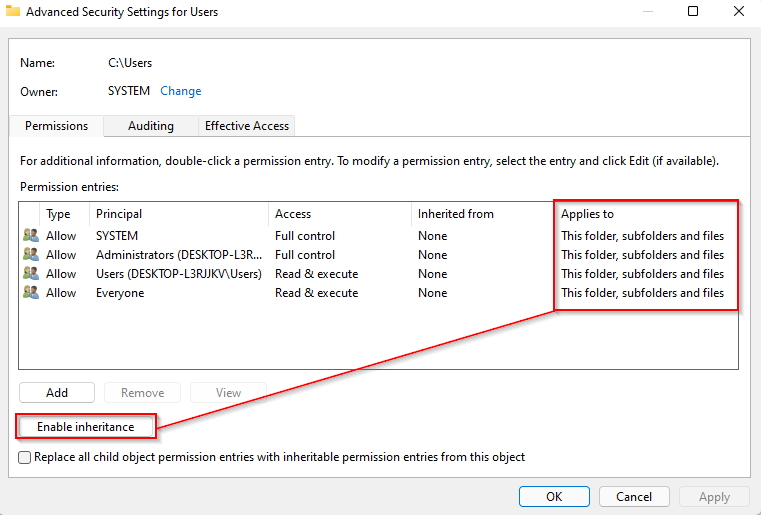 Advanced Security Settings for Users
Name: C:\Users
Owner: SYSTEM Change
Permissions Auditing Effective Access
For additional information, double-click a permission entry. To modify a permission entry, select the entry and click Edit (if available).
Permission entries:
Type Principal Access Inherited from Applies to
Allow SYSTEM Full control None This folder, subfolders and files
Allow Administrators (DESKTOP-L3R... Full control None This folder, subfolders and files
Allow Users (DESKTOP-L3RJJKV\Users) Read & execute None This folder, subfolders and files
Allow Everyone Read & execute None This folder, subfolders and files
Add Remove View
Enable inheritance
Replace all child object permission entries with inheritable permission entries from this object
OK Cancel Apply